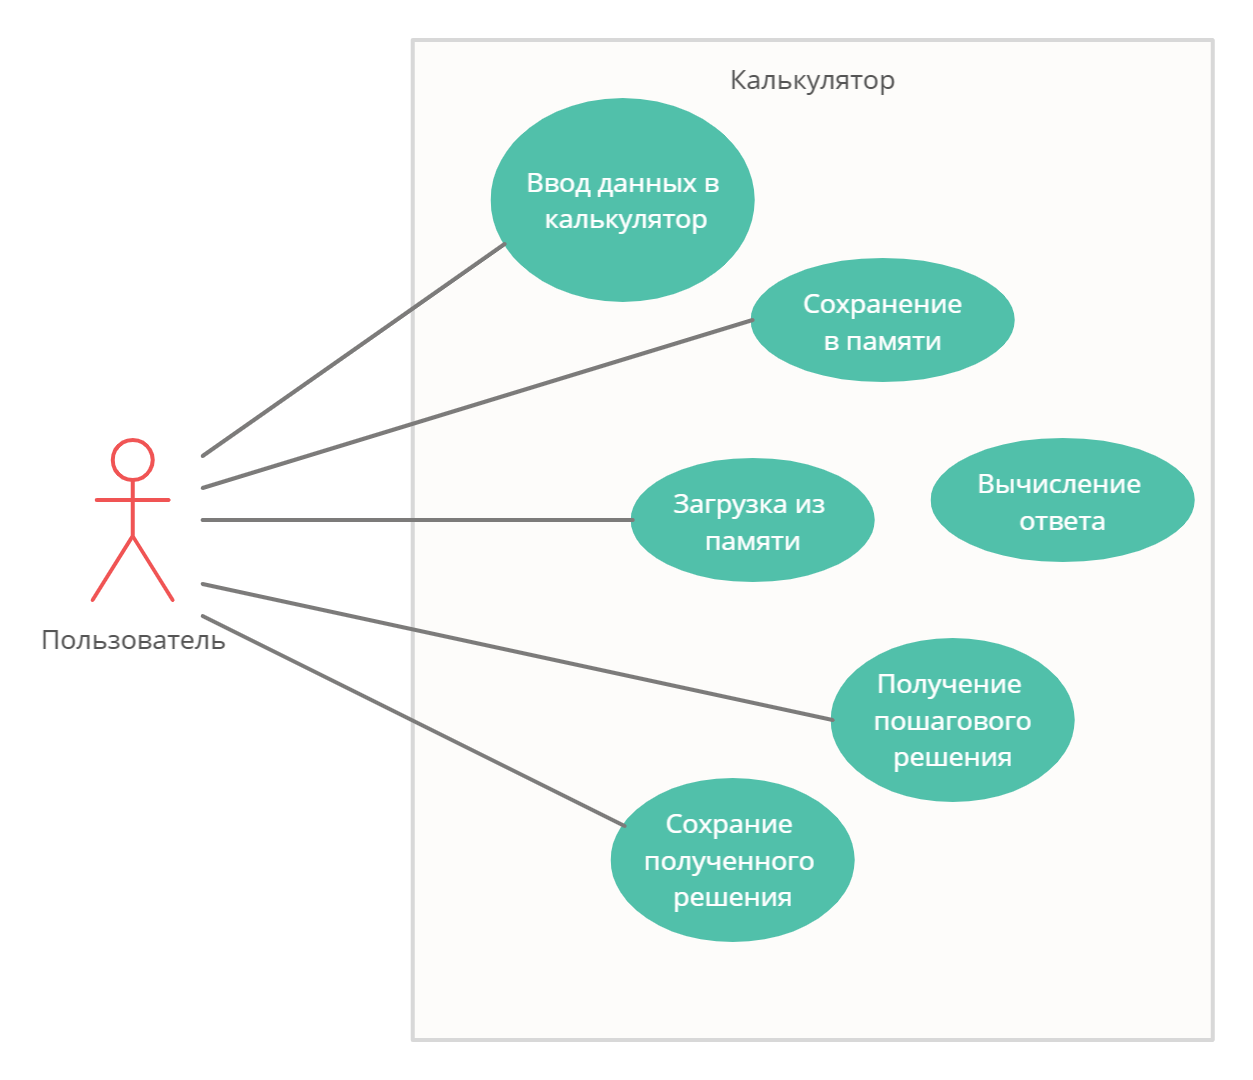 Калькулятор
Ввод данных в
калькулятор
Сохранение
в памяти
Загрузка из
памяти
Вычисление
ответа
Пользователь
Получение
пошагового
решения
Сохрание
полученного
решения